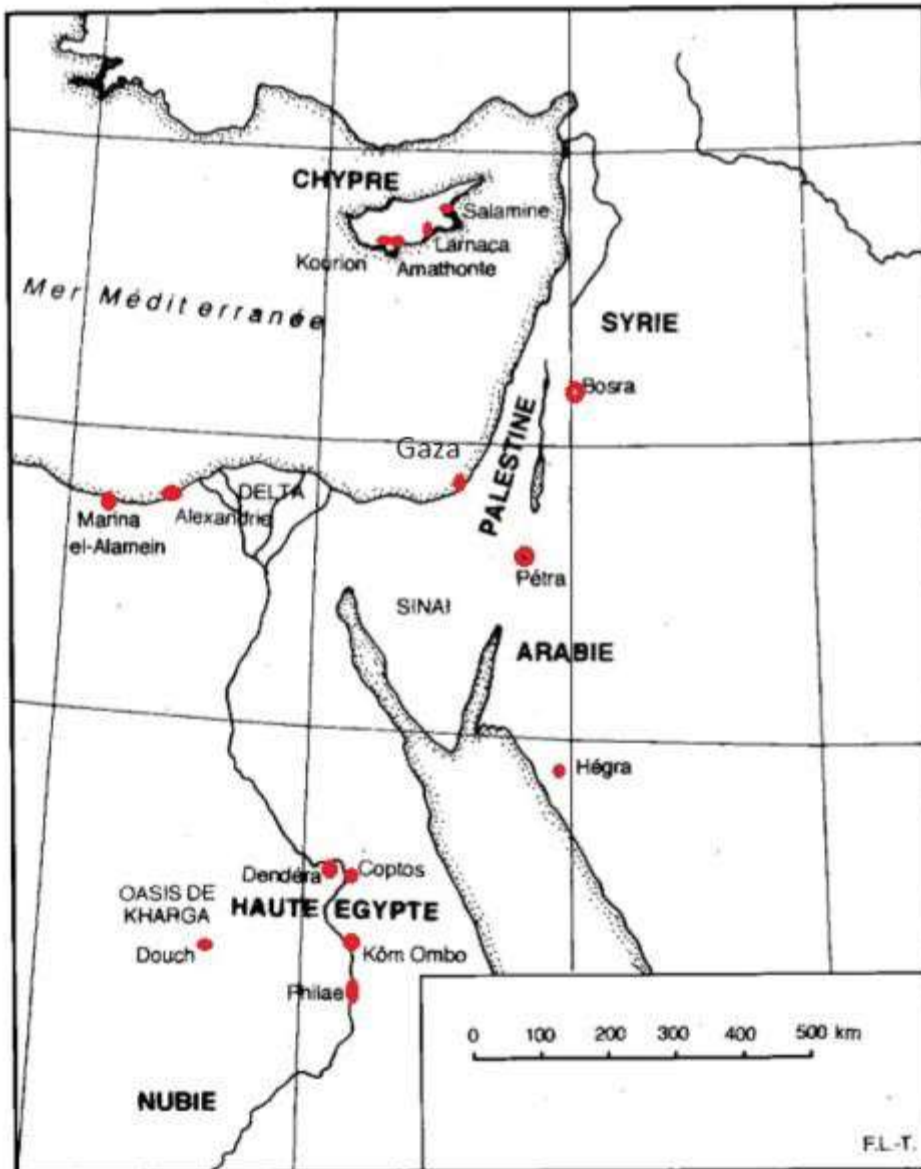 CHYPRE
Salamine
Larnaca
Kourion
Amathonte
Mer Méditerranée
SYRIE
Bosra
PALESTINE
Gaza
DELTA
Alexandrie
Marina
el-Alamein
Pétra
SINAI
ARABIE
Hégra
Dendéra
Coptos
OASIS DE
KHARGA
HAUTE EGYPTE
Douch
Kôm Ombo
Philae
0 100 200 300 400 500 km
NUBIE
F.L.-T.